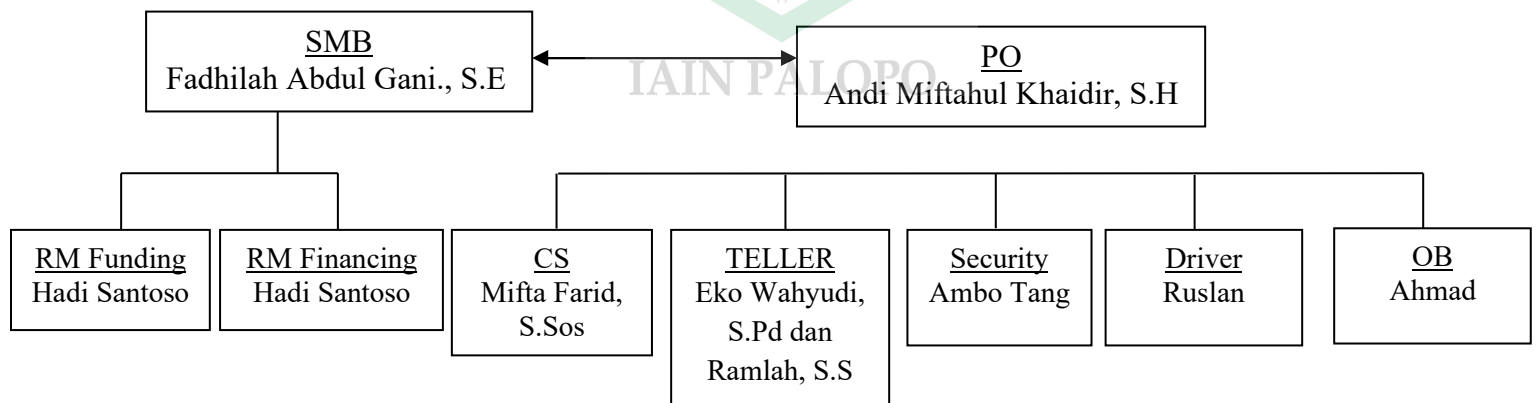 SMB
Fadhilah Abdul Gani., S.E
PO
Andi Miftahul Khaidir, S.H
IAIN PALOPO
RM Funding
Hadi Santoso
RM Financing
Hadi Santoso
CS
Mifta Farid,
S.Sos
TELLER
Eko Wahyudi,
S.Pd dan
Ramlah, S.S
Security
Ambo Tang
Driver
Ruslan
OB
Ahmad